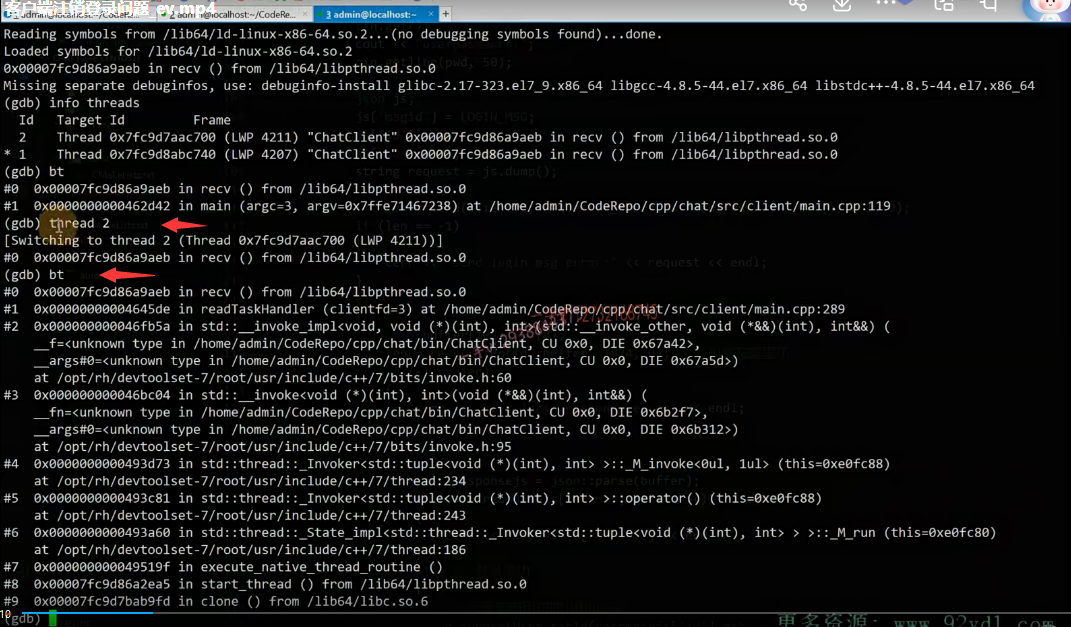 客户端注销登录问题_ev.mp4
3 admin@localhost:~
Reading symbols from /lib64/ld-linux-x86-64.so.2...(no debugging symbols found)...done.
Loaded symbols for /lib64/ld-linux-x86-64.so.2
0x00007fc9d86a9aeb in recv () from /lib64/libpthread.so.0
Missing separate debuginfos, use: debuginfo-install glibc-2.17-323.el7_9.x86_64 libgcc-4.8.5-44.el7.x86_64 libstdc++-4.8.5-44.el7.x86_64
(gdb) info threads
Id Target Id Frame
2 Thread 0x7fc9d7aac700 (LWP 4211) "ChatClient" 0x00007fc9d86a9aeb in recv () from /lib64/libpthread.so.0
* 1 Thread 0x7fc9d8abc740 (LWP 4207) "ChatClient" 0x00007fc9d86a9aeb in recv () from /lib64/libpthread.so.0
(gdb) bt
#0 0x00007fc9d86a9aeb in recv () from /lib64/libpthread.so.0
#1 0x0000000000462d42 in main (argc=3, argv=0x7ffe71467238) at /home/admin/CodeRepo/cpp/chat/src/client/main.cpp:119
(gdb) thread 2
[Switching to thread 2 (Thread 0x7fc9d7aac700 (LWP 4211))]
#0 0x00007fc9d86a9aeb in recv () from /lib64/libpthread.so.0
(gdb) bt
#0 0x00007fc9d86a9aeb in recv () from /lib64/libpthread.so.0
#1 0x00000000004645de in readTaskHandler (clientfd=3) at /home/admin/CodeRepo/cpp/chat/src/client/main.cpp:289
#2 0x000000000046fb5a in std::__invoke_impl<void, void (*)(int), int>(std::__invoke_other, void (*&&)(int), int&&) (
__f=<unknown type in /home/admin/CodeRepo/cpp/chat/bin/ChatClient, CU 0x0, DIE 0x67a42>,
__args#0=<unknown type in /home/admin/CodeRepo/cpp/chat/bin/ChatClient, CU 0x0, DIE 0x67a5d>)
at /opt/rh/devtoolset-7/root/usr/include/c++/7/bits/invoke.h:60
#3 0x000000000046bc04 in std::__invoke<void (*)(int), int>(void (*&&)(int), int&&) (
__fn=<unknown type in /home/admin/CodeRepo/cpp/chat/bin/ChatClient, CU 0x0, DIE 0x6b2f7>,
__args#0=<unknown type in /home/admin/CodeRepo/cpp/chat/bin/ChatClient, CU 0x0, DIE 0x6b312>)
at /opt/rh/devtoolset-7/root/usr/include/c++/7/bits/invoke.h:95
#4 0x0000000000493d73 in std::thread::_Invoker<std::tuple<void (*)(int), int> >::_M_invoke<0ul, 1ul> (this=0xe0fc88)
at /opt/rh/devtoolset-7/root/usr/include/c++/7/thread:234
#5 0x0000000000493c81 in std::thread::_Invoker<std::tuple<void (*)(int), int> >::operator() (this=0xe0fc88)
at /opt/rh/devtoolset-7/root/usr/include/c++/7/thread:243
#6 0x0000000000493a60 in std::thread::_State_impl<std::thread::_Invoker<std::tuple<void (*)(int), int> > >::_M_run (this=0xe0fc80)
at /opt/rh/devtoolset-7/root/usr/include/c++/7/thread:186
#7 0x000000000049519f in execute_native_thread_routine ()
#8 0x00007fc9d86a2ea5 in start_thread () from /lib64/libpthread.so.0
#9 0x00007fc9d7bab9fd in clone () from /lib64/libc.so.6
(gdb)
更多资源: www.92yd1.com